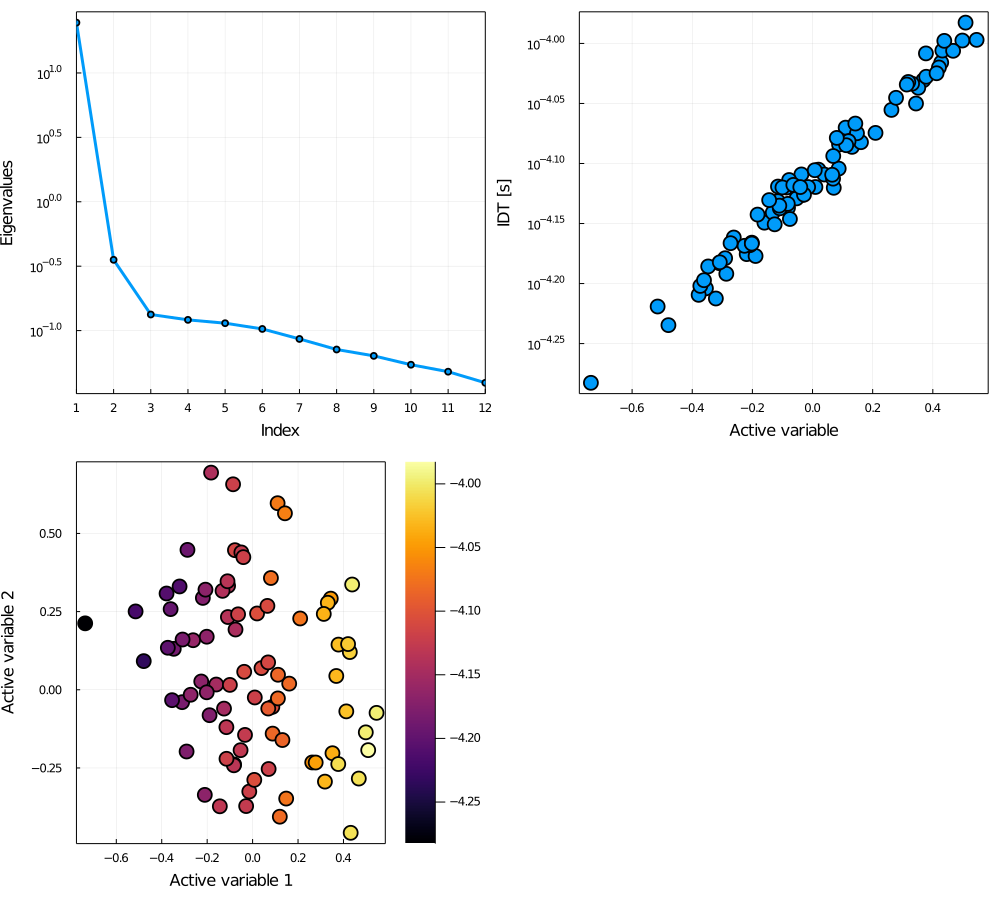 10^1.0
10^0.5
10^0.0
10^−0.5
10^−1.0
Eigenvalues
1 2 3 4 5 6 7 8 9 10 11 12
Index
10^−4.00
10^−4.05
10^−4.10
10^−4.15
10^−4.20
10^−4.25
IDT [s]
−0.6 −0.4 −0.2 0.0 0.2 0.4
Active variable
0.50
0.25
0.00
−0.25
Active variable 2
−0.6 −0.4 −0.2 0.0 0.2 0.4
Active variable 1
−4.00
−4.05
−4.10
−4.15
−4.20
−4.25